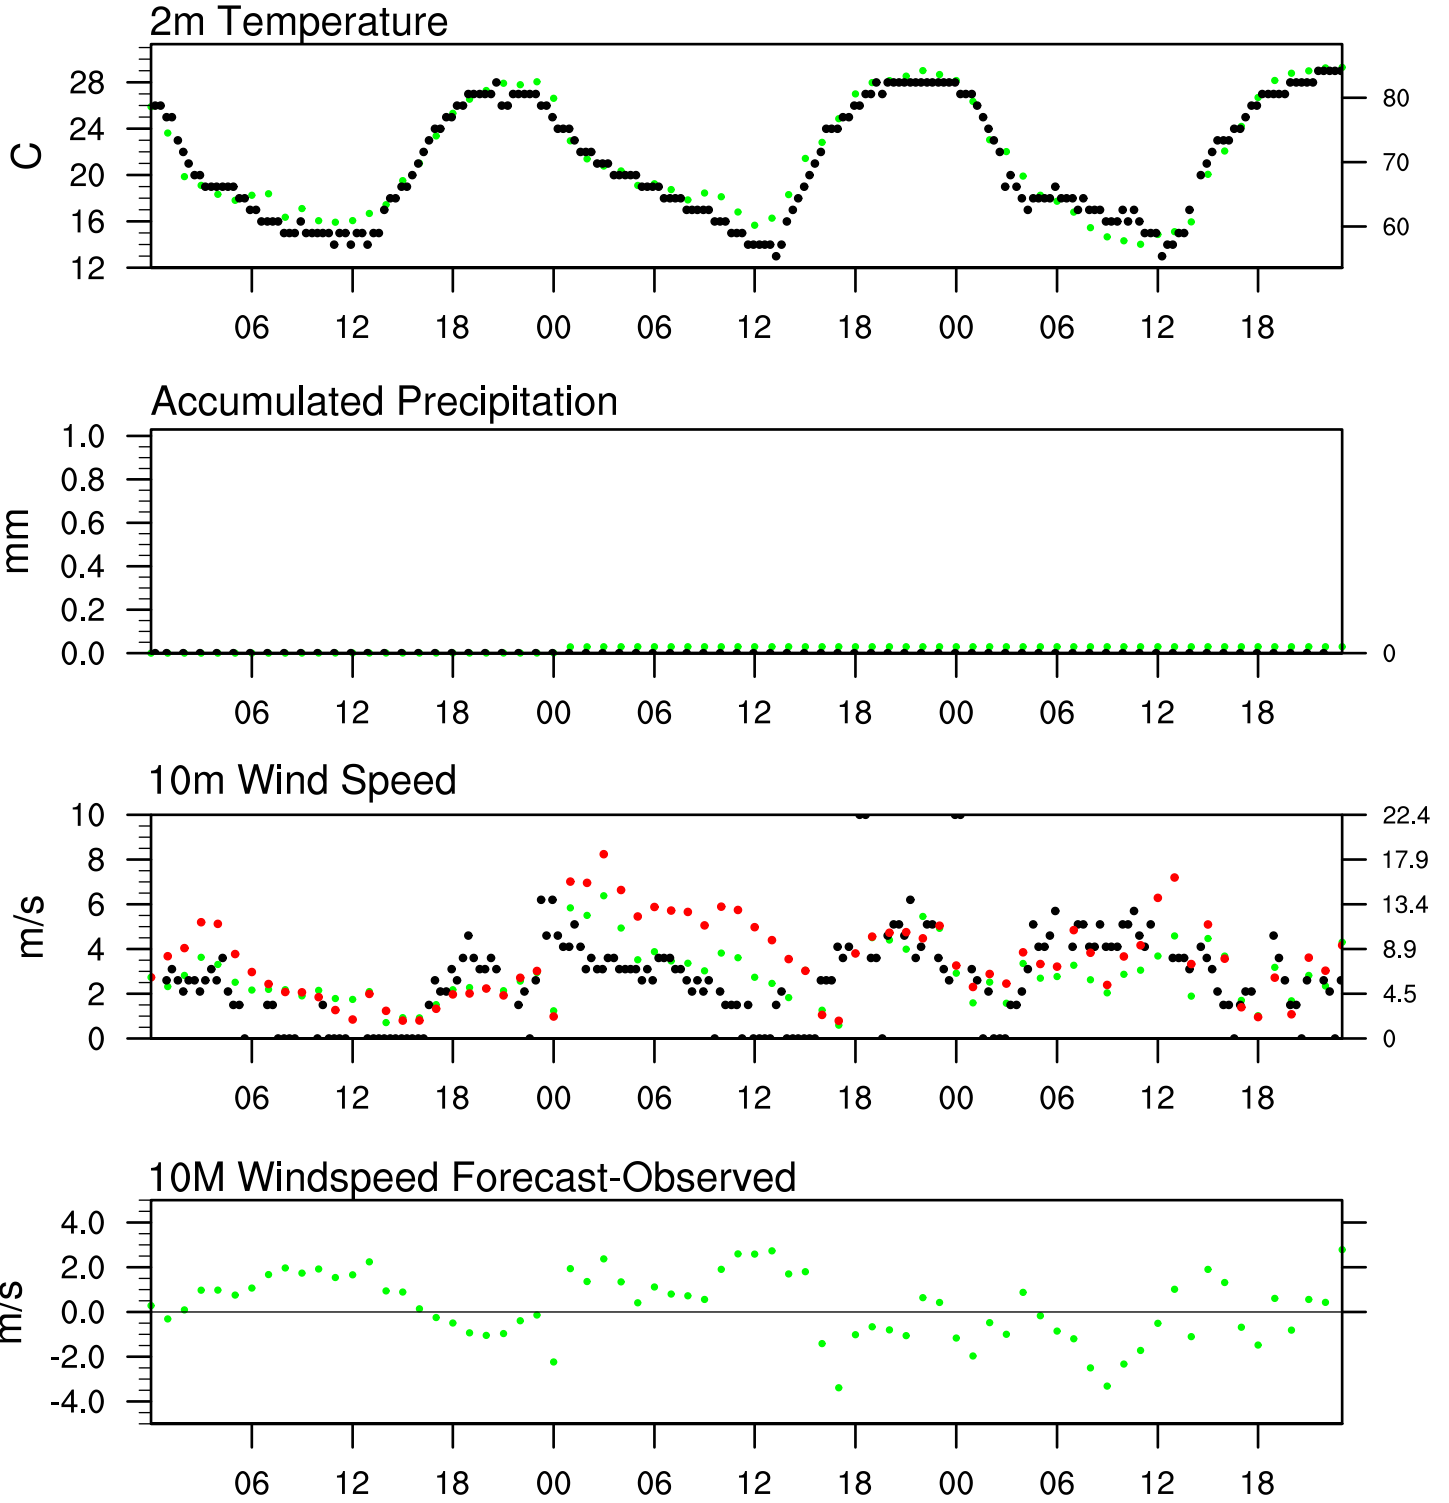 2m Temperature
28
24
20
16
12
C
80
70
60
06 12 18 00 06 12 18 00 06 12 18
Accumulated Precipitation
1.0
0.8
0.6
0.4
0.2
0.0
mm
0
06 12 18 00 06 12 18 00 06 12 18
10m Wind Speed
10
8
6
4
2
0
m/s
22.4
17.9
13.4
8.9
4.5
0
06 12 18 00 06 12 18 00 06 12 18
10M Windspeed Forecast-Observed
4.0
2.0
0.0
-2.0
-4.0
m/s
06 12 18 00 06 12 18 00 06 12 18